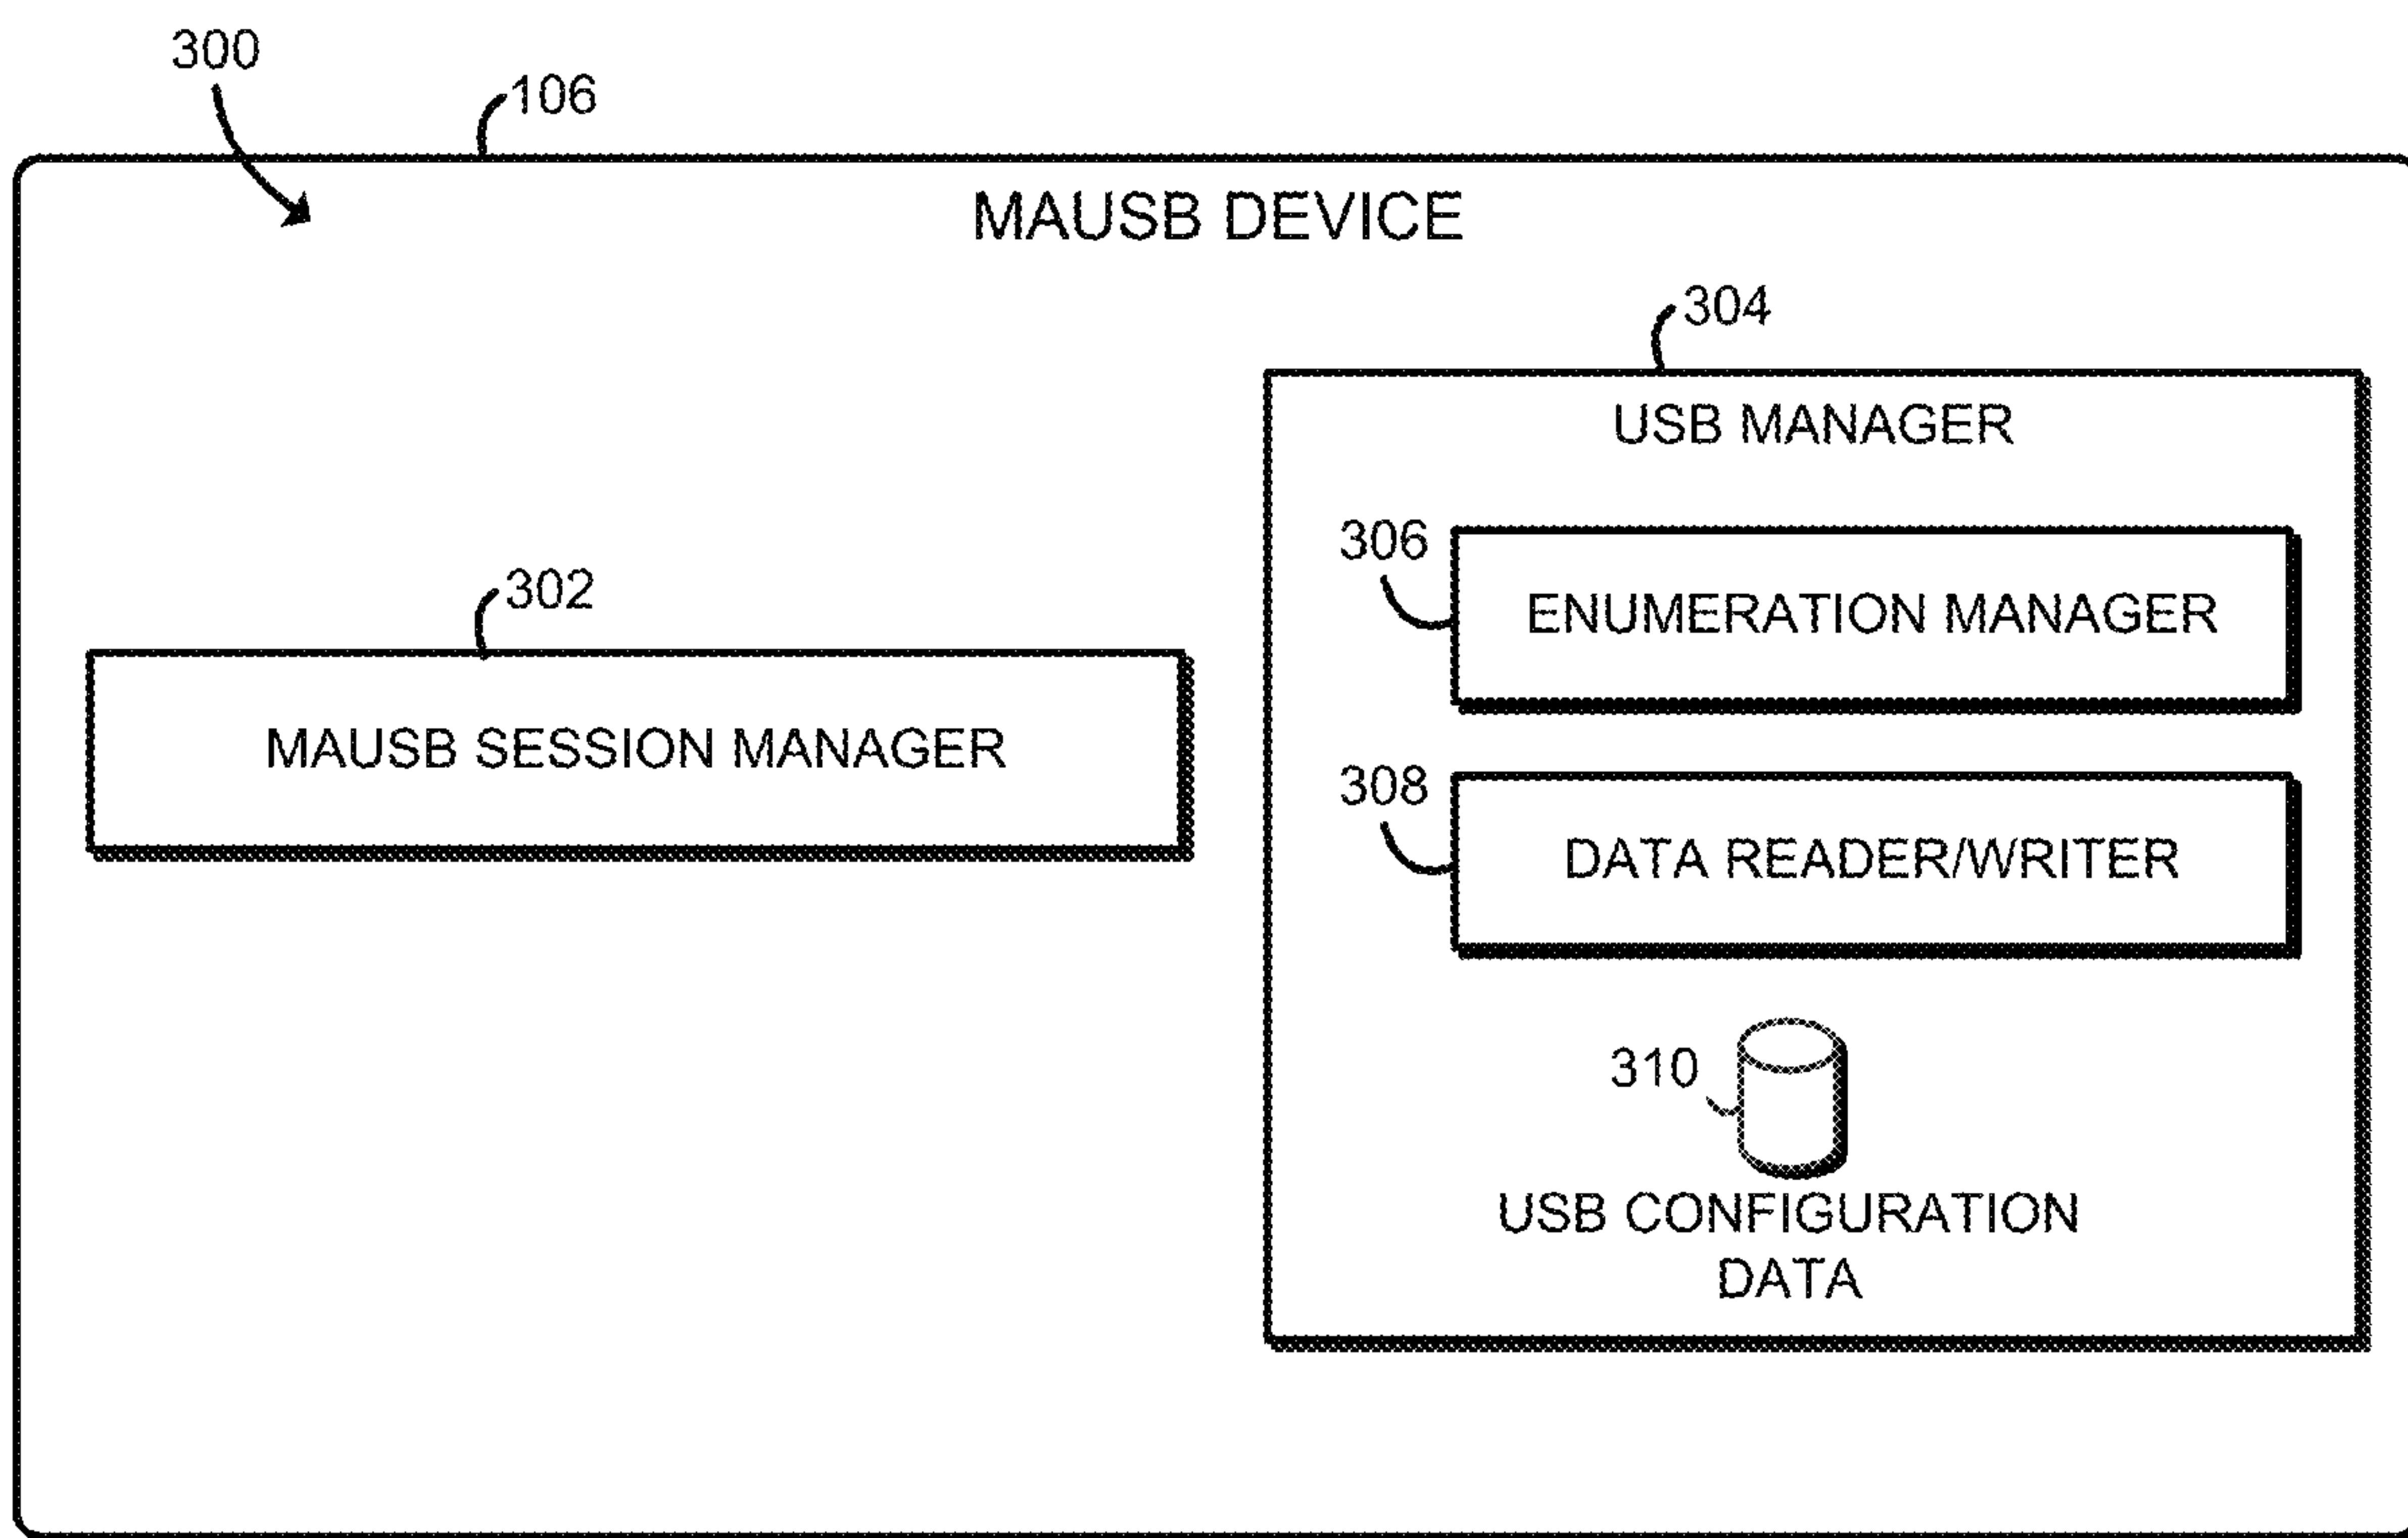 300
106
MAUSB DEVICE
304
USB MANAGER
306
ENUMERATION MANAGER
302
MAUSB SESSION MANAGER
308
DATA READER/WRITER
310
USB CONFIGURATION
DATA